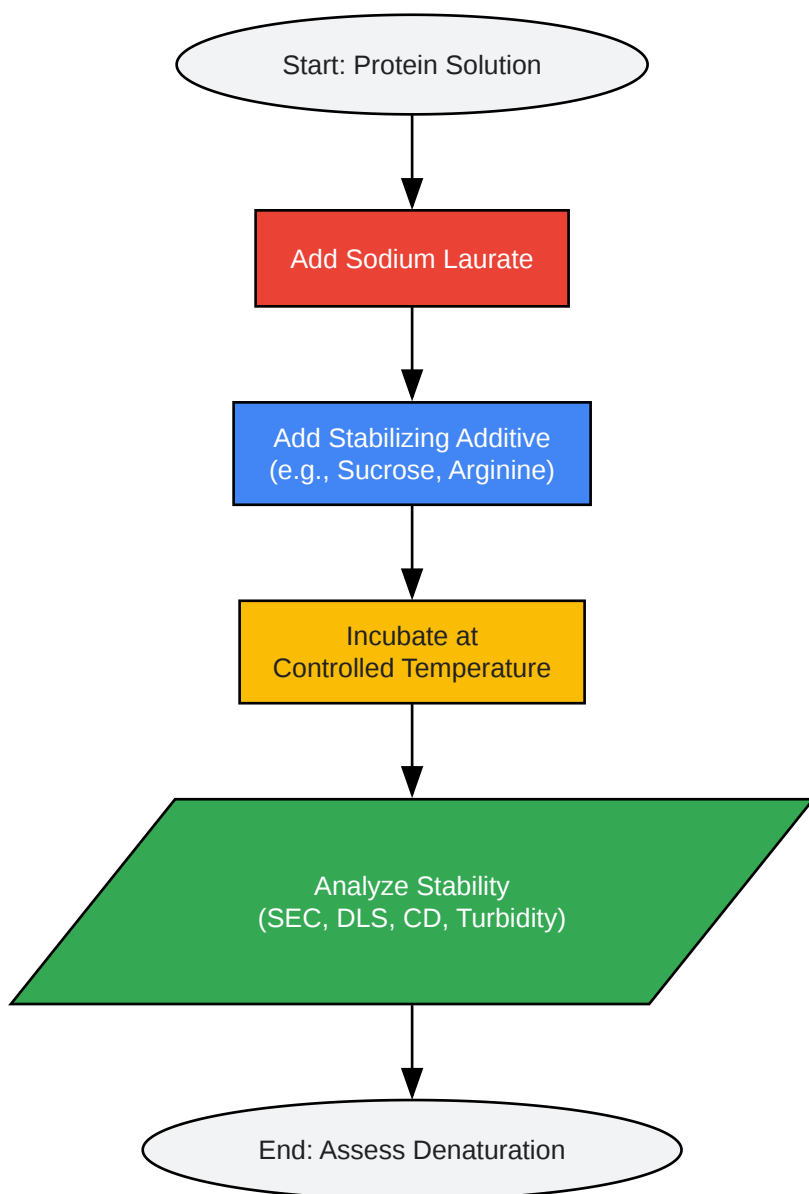 Start: Protein Solution
Add Sodium Laurate
Add Stabilizing Additive
(e.g., Sucrose, Arginine)
Incubate at
Controlled Temperature
Analyze Stability
(SEC, DLS, CD, Turbidity)
End: Assess Denaturation